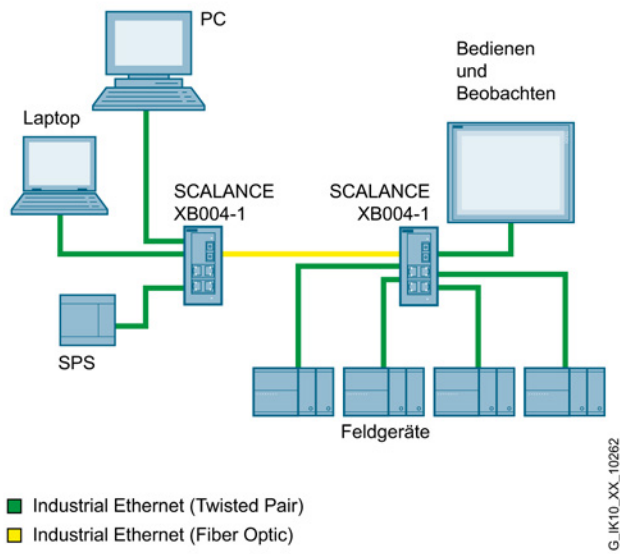 PC
Bedienen
und
Beobachten
Laptop
SCALANCE
XB004-1
SCALANCE
XB004-1
SPS
Feldgeräte
G_IK10_XX_10262
Industrial Ethernet (Twisted Pair)
Industrial Ethernet (Fiber Optic)